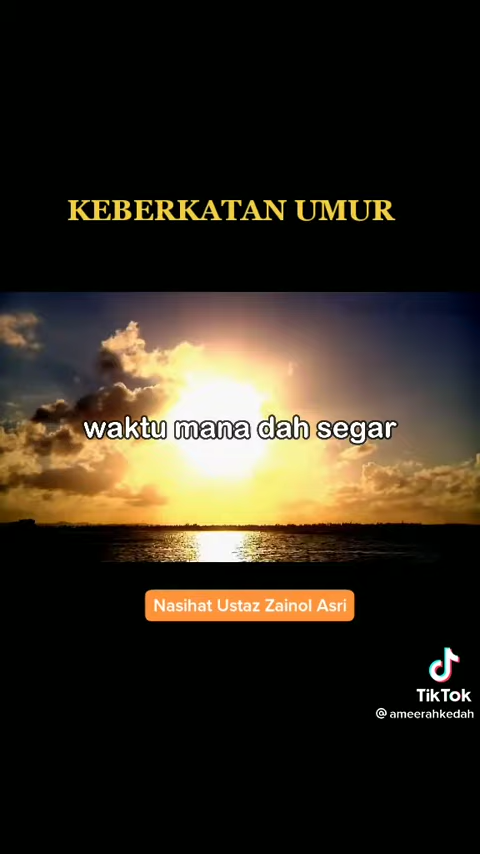 KEBERKATAN UMUR
waktu mana dah segar
Nasihat Ustaz Zainol Asri
TikTok
@ameerahkedah